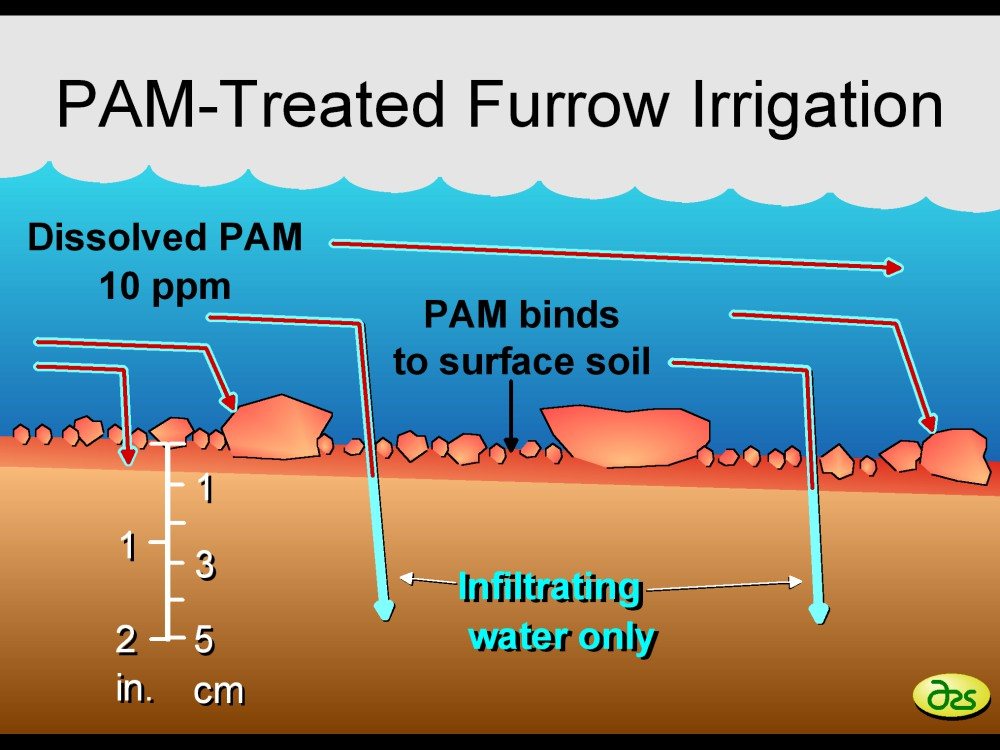 PAM-Treated Furrow Irrigation
Dissolved PAM
10 ppm
PAM binds
to surface soil
1
1
3
2
5
in.
cm
Infiltrating
water only
ars